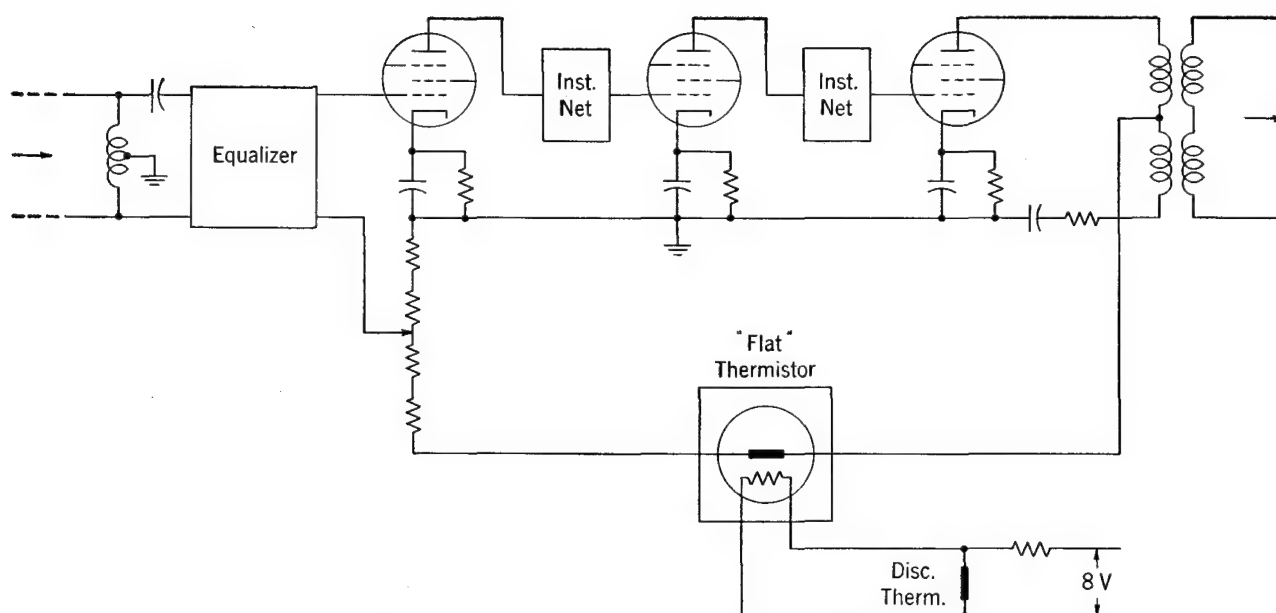 Equalizer
Inst.
Net
Inst.
Net
"Flat"
Thermistor
Disc.
Therm.
8 V